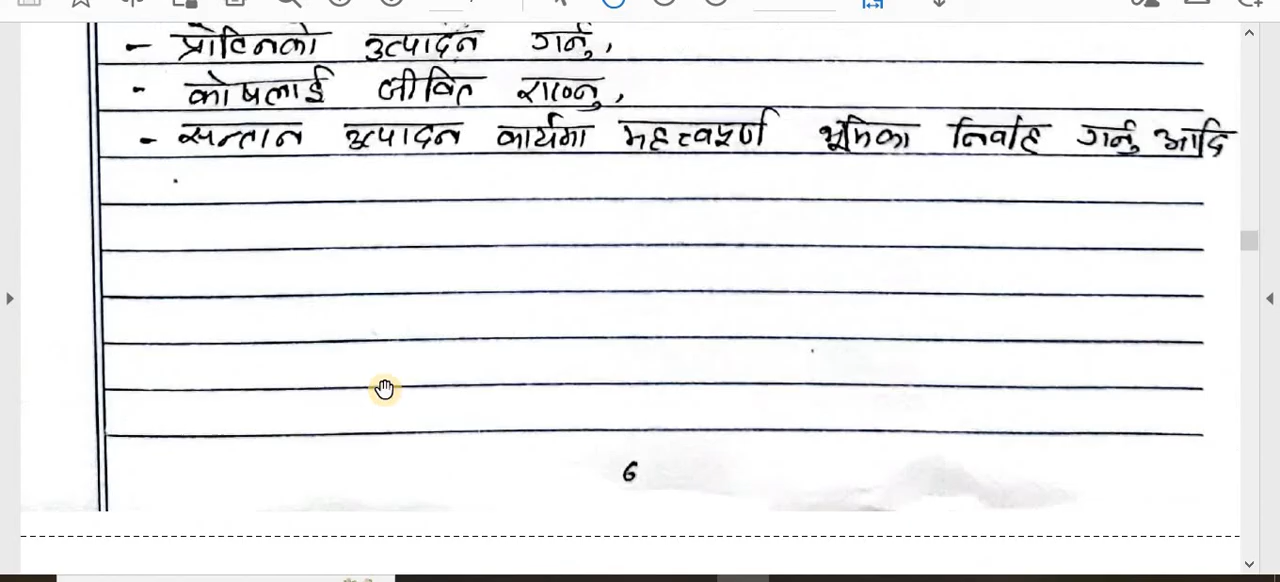 - प्रोटिनको उत्पादन गर्नु,
- कोषलाई जीवित राख्नु,
- सन्तान उत्पादन कार्यमा महत्त्वपूर्ण भूमिका निर्वाह गर्नु आदि
.
6